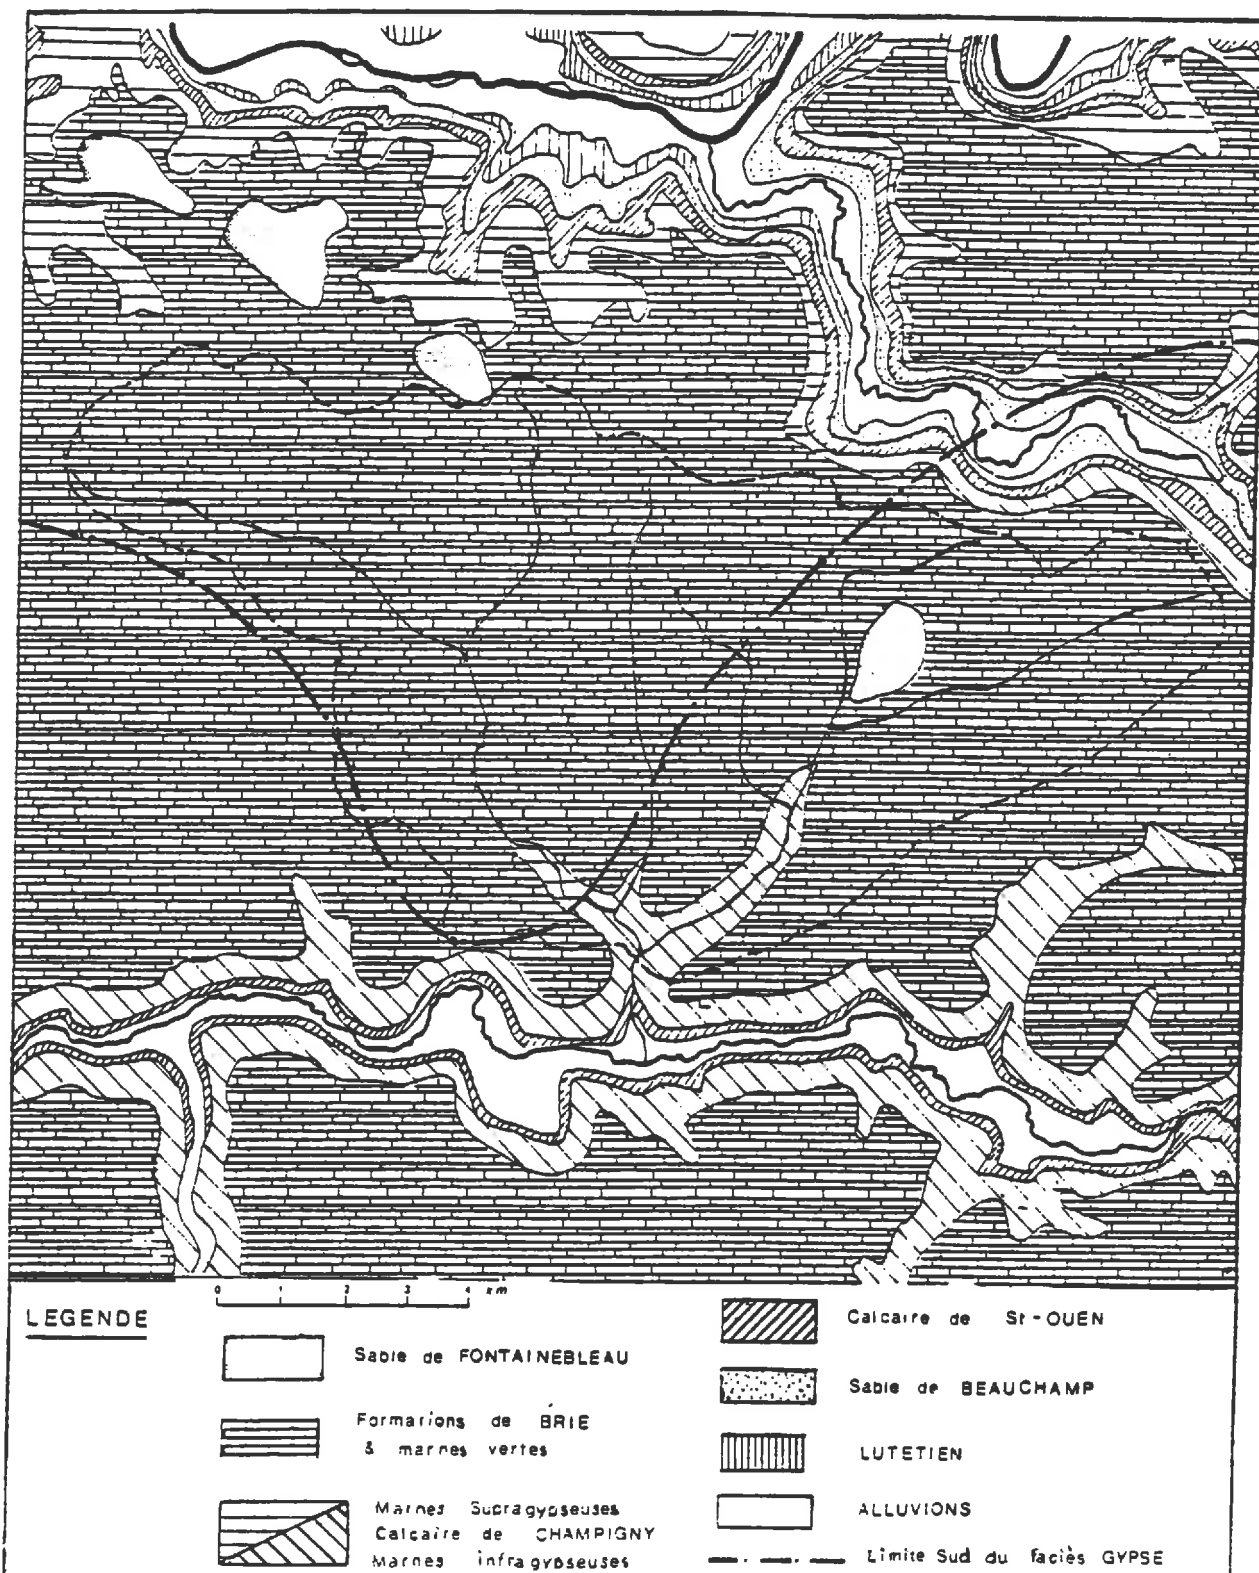 0 1 2 3 4 km
LEGENDE
Sable de FONTAINEBLEAU
Formarions de BRIE
& marnes vertes
Marnes Supragypseuses
Calcaire de CHAMPIGNY
Marnes infragypseuses
Calcaire de St-OUEN
Sable de BEAUCHAMP
LUTETIEN
ALLUVIONS
Limite Sud du faciès GYPSE